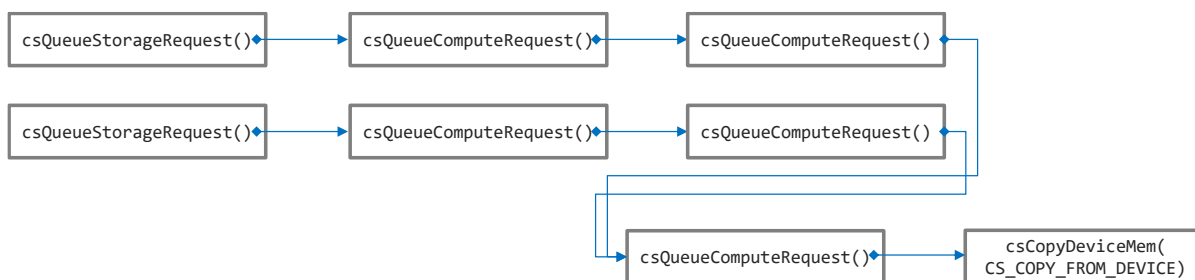 csQueueStorageRequest()
csQueueComputeRequest()
csQueueComputeRequest()
csQueueStorageRequest()
csQueueComputeRequest()
csQueueComputeRequest()
csQueueComputeRequest()
csCopyDeviceMem(
CS_COPY_FROM_DEVICE)